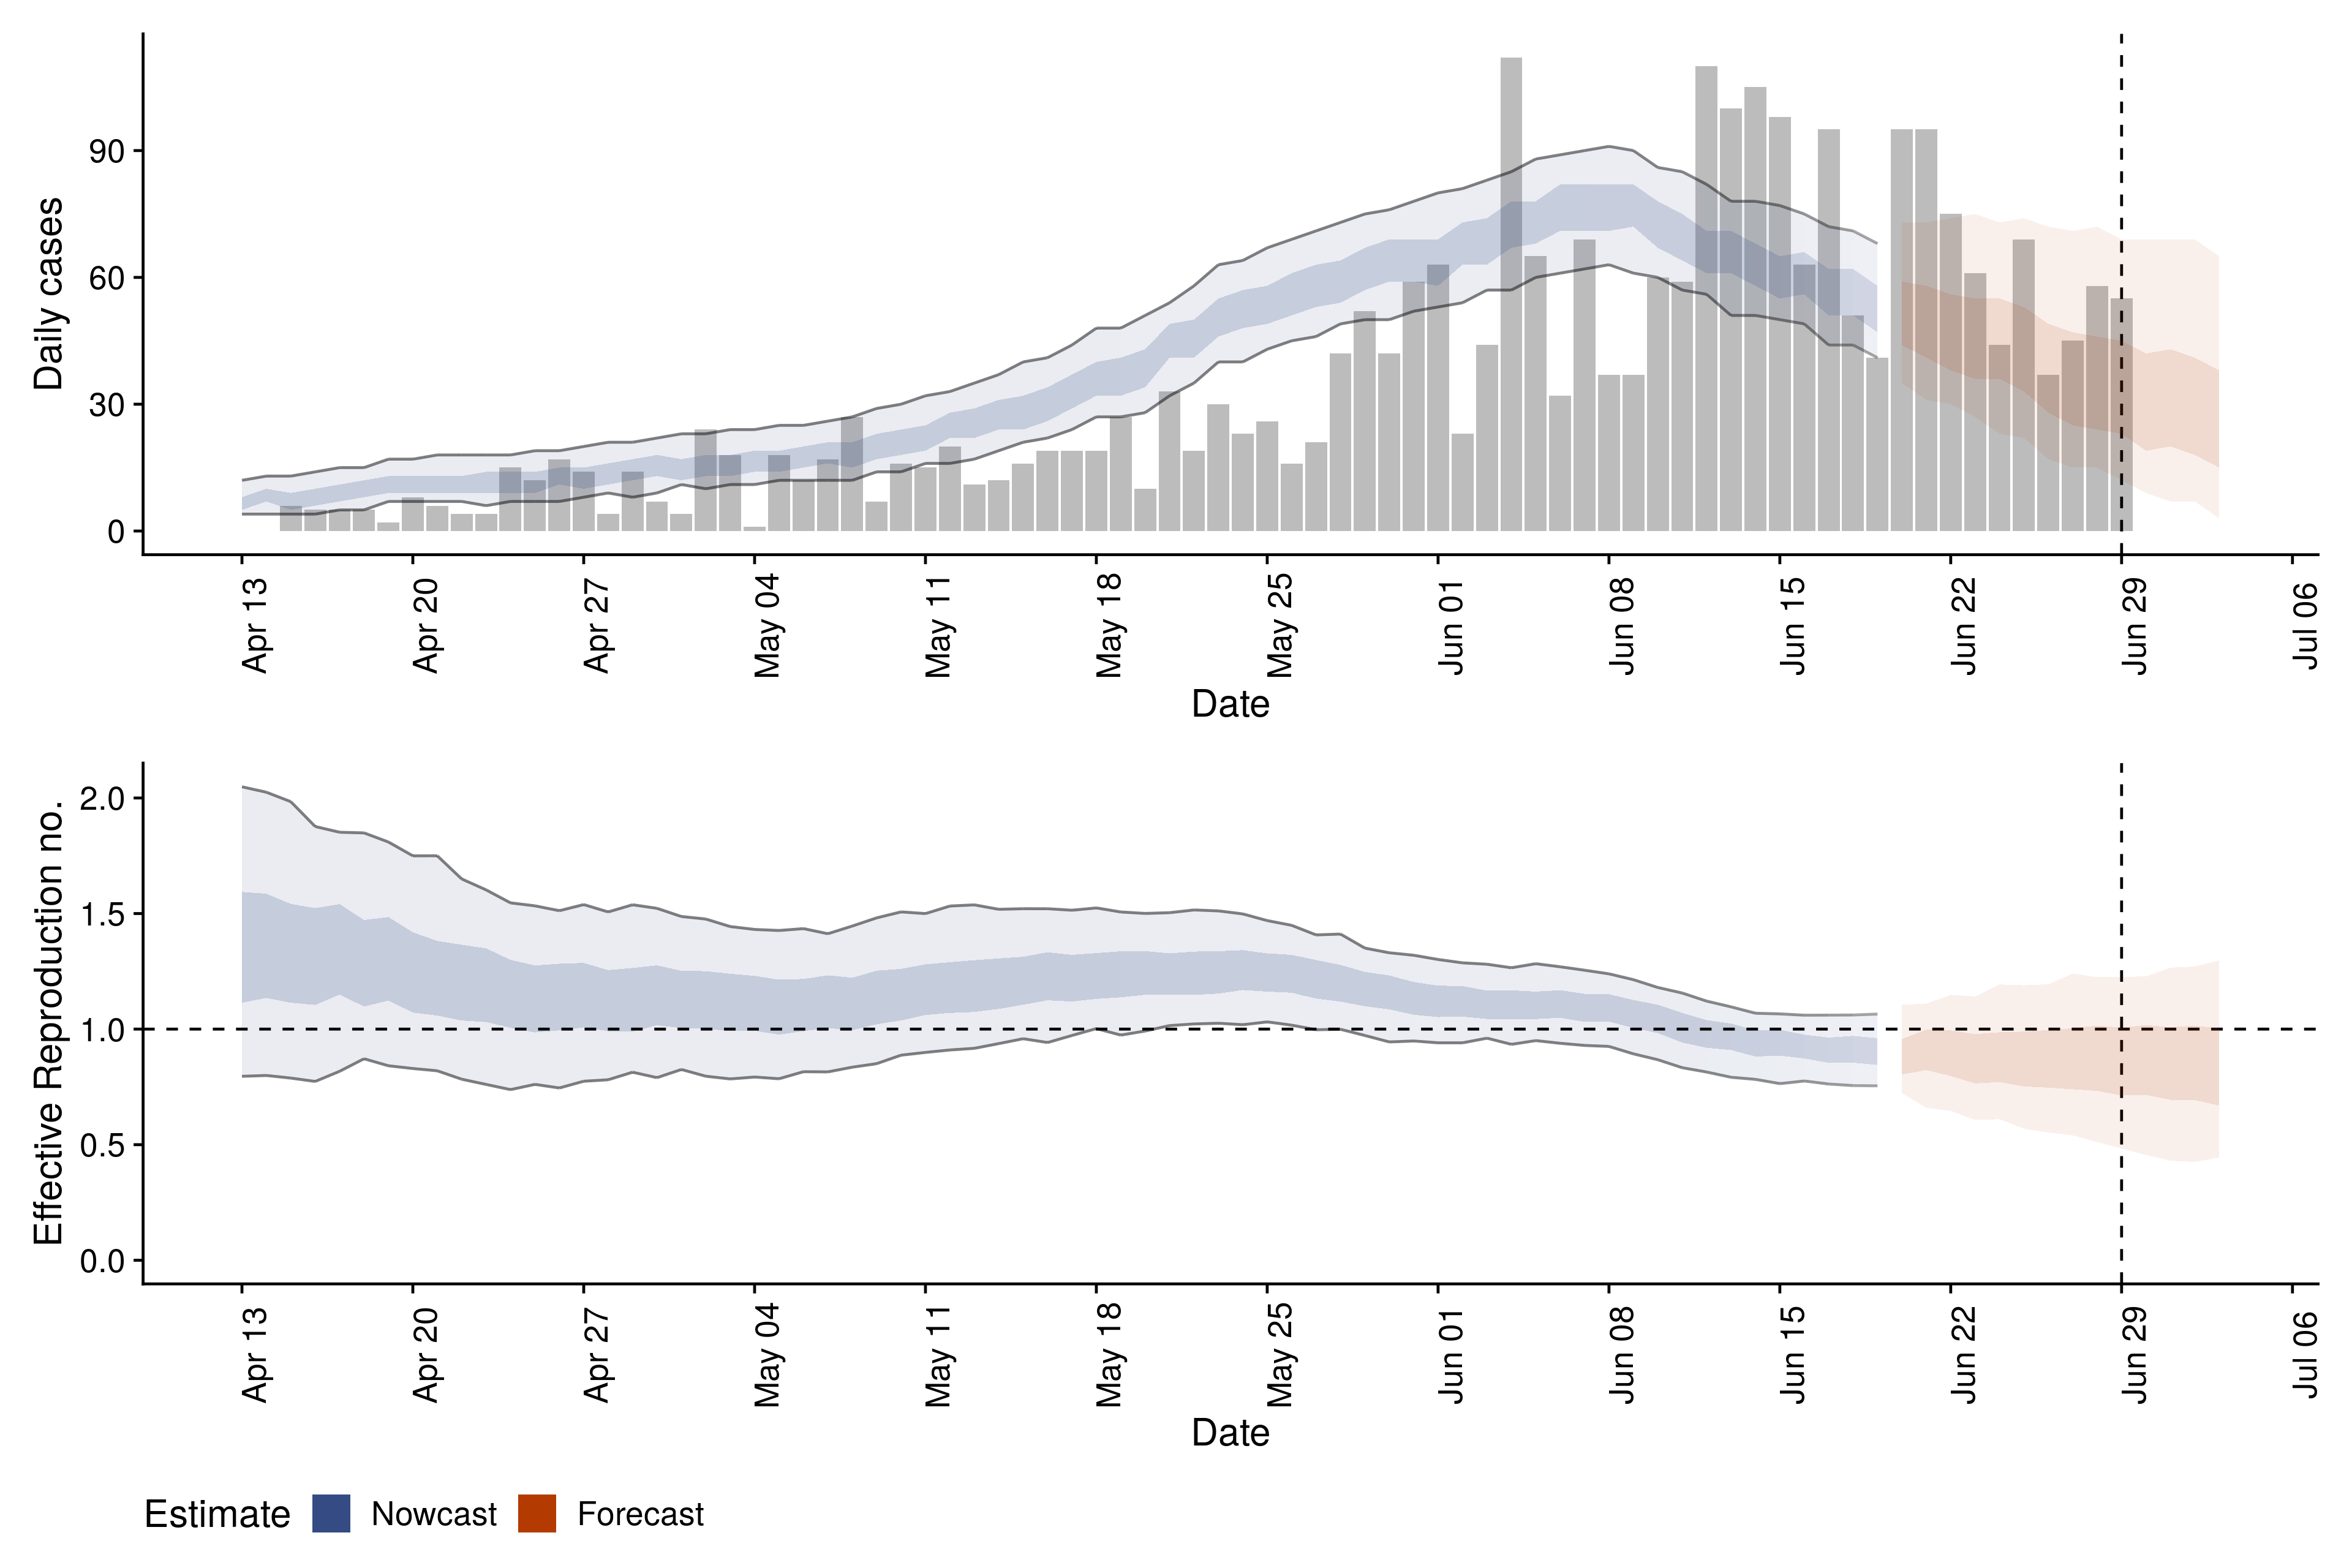 Daily cases
90
60
30
0
Apr 13
Apr 20
Apr 27
May 04
May 11
May 18
May 25
Jun 01
Jun 08
Jun 15
Jun 22
Jun 29
Jul 06
Date
Effective Reproduction no.
2.0
1.5
1.0
0.5
0.0
Apr 13
Apr 20
Apr 27
May 04
May 11
May 18
May 25
Jun 01
Jun 08
Jun 15
Jun 22
Jun 29
Jul 06
Date
Estimate Nowcast Forecast